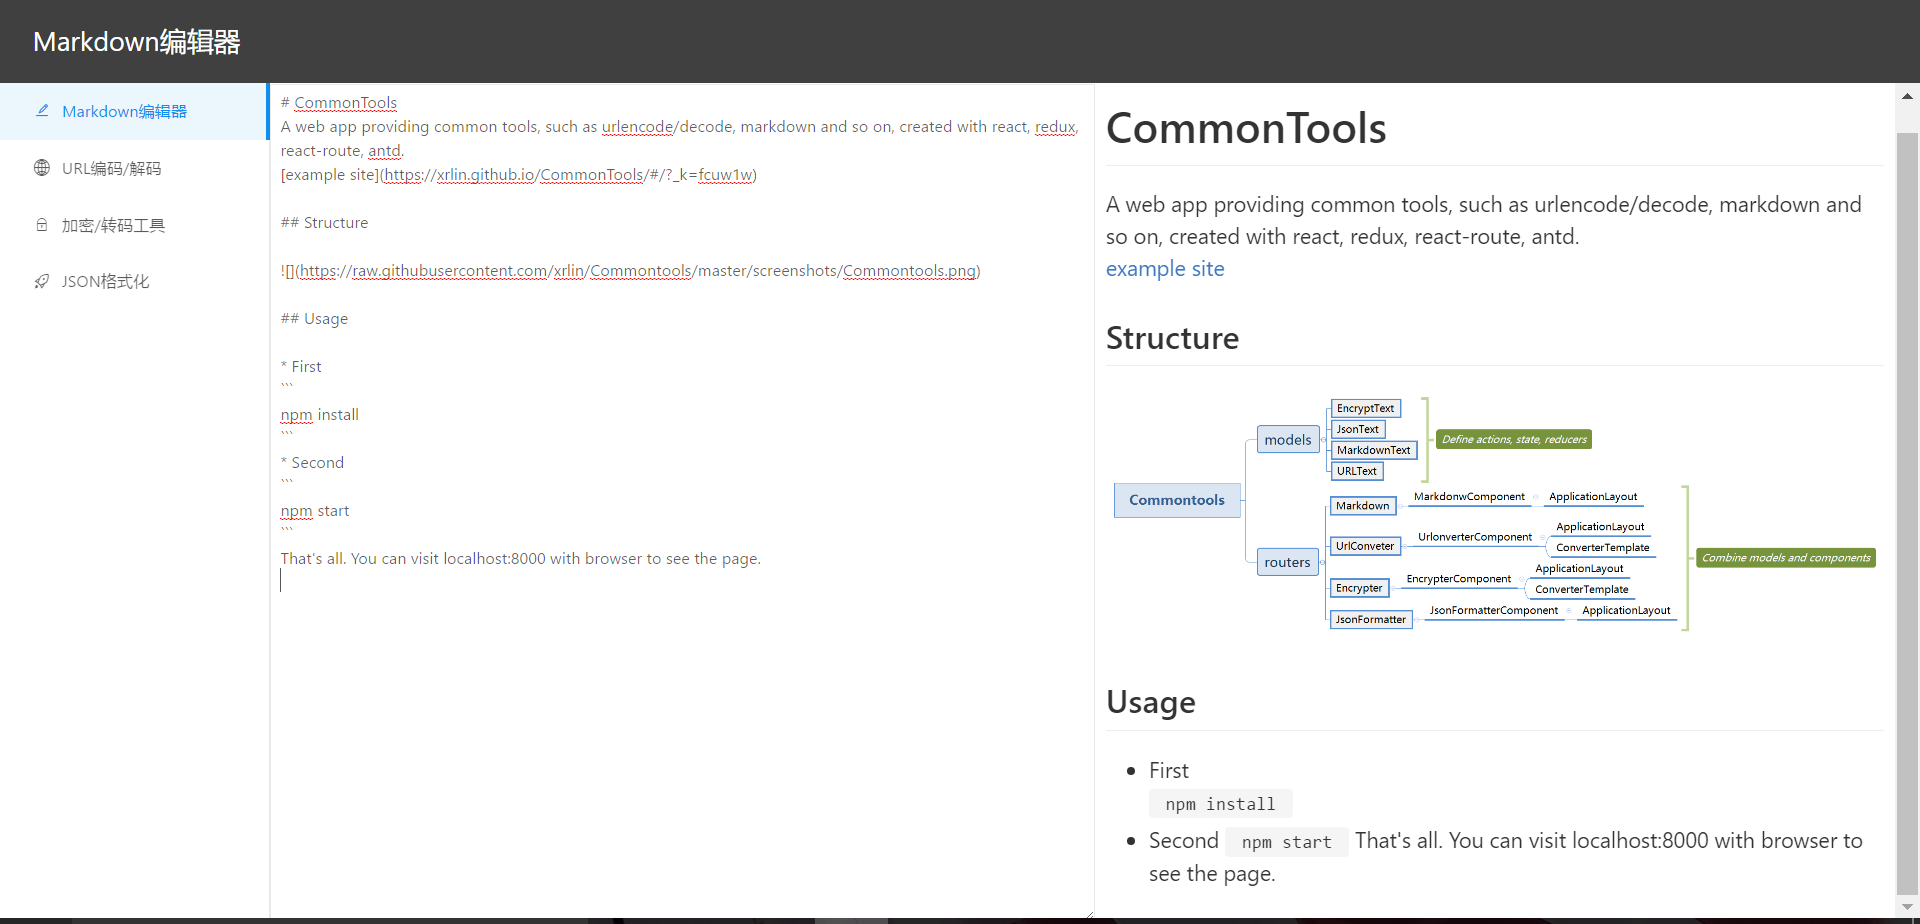 Markdown编辑器
Markdown编辑器
URL编码/解码
加密/转码工具
JSON格式化
# CommonTools
A web app providing common tools, such as urlencode/decode, markdown and so on, created with react, redux,
react-route, antd.
[example site](https://xrlin.github.io/CommonTools/#/?_k=fcuw1w)
## Structure
![](https://raw.githubusercontent.com/xrlin/Commontools/master/screenshots/Commontools.png)
## Usage
* First
```
npm install
```
* Second
```
npm start
```
That's all. You can visit localhost:8000 with browser to see the page.
CommonTools
A web app providing common tools, such as urlencode/decode, markdown and
so on, created with react, redux, react-route, antd.
example site
Structure
Commontools
models
EncryptText
JsonText
MarkdownText
URLText
Define actions, state, reducers
routers
Markdown
MarkdonwComponent
ApplicationLayout
UrlConveter
UrlonverterComponent
ApplicationLayout
ConverterTemplate
Encrypter
EncrypterComponent
ApplicationLayout
ConverterTemplate
JsonFormatter
JsonFormatterComponent
ApplicationLayout
Combine models and components
Usage
First
npm install
Second npm start That's all. You can visit localhost:8000 with browser to
see the page.